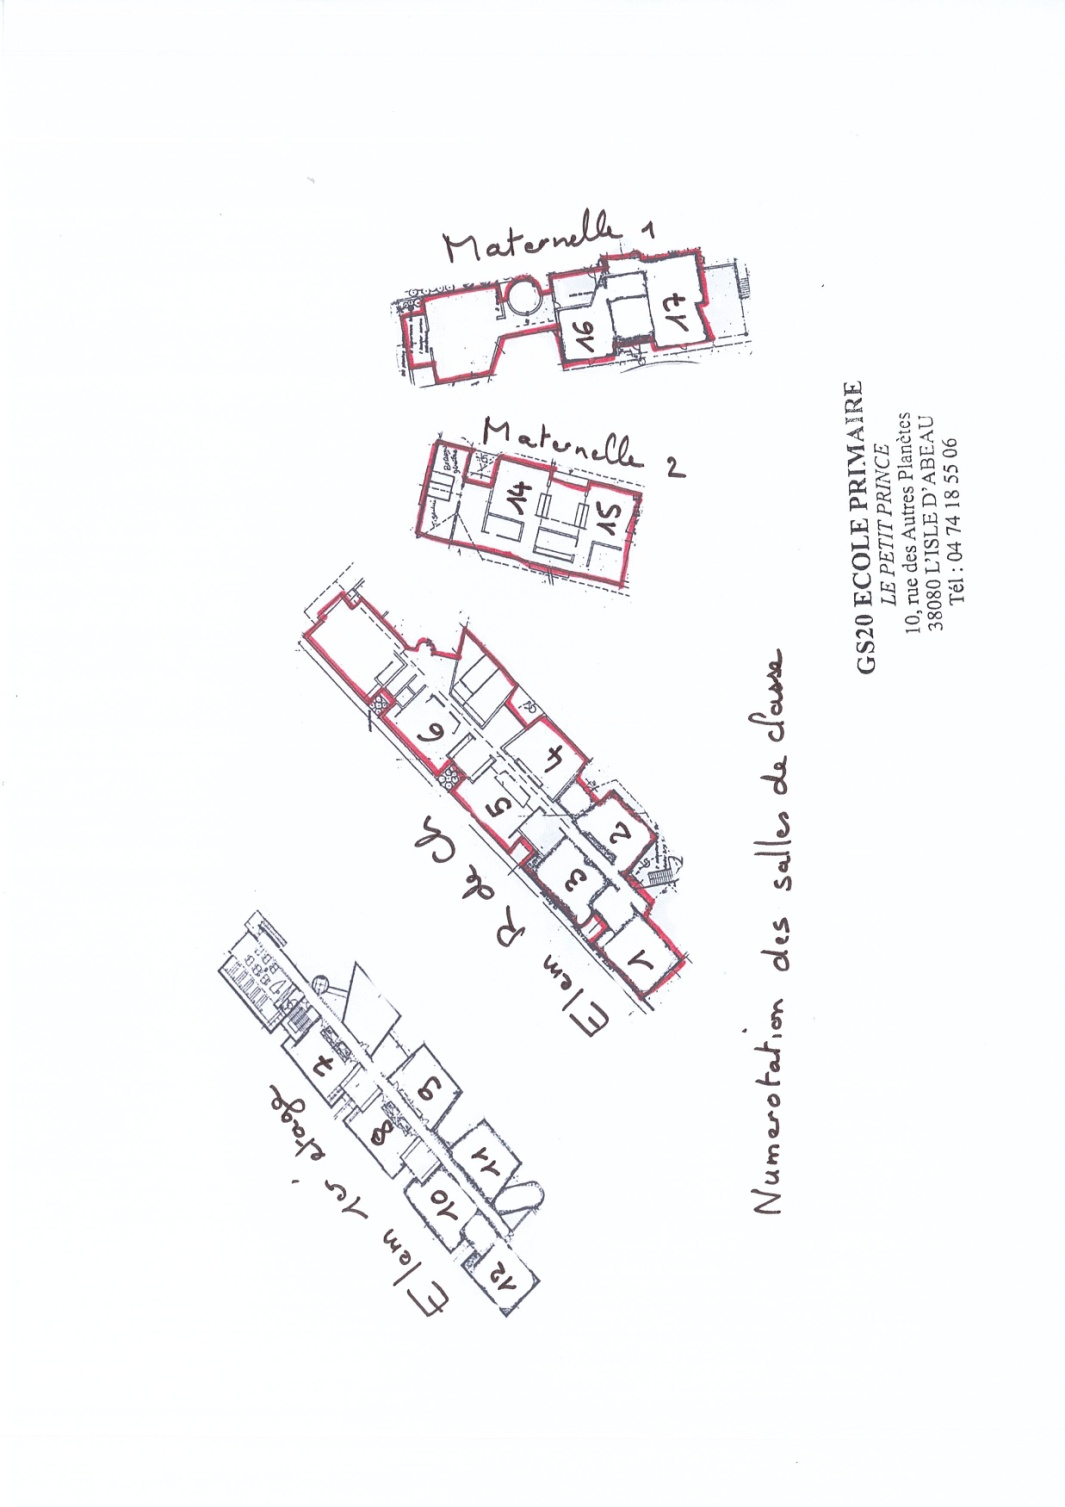 Maternelle 1
16
17
Maternelle 2
14
15
Elem R de Ch
6
4
5
2
3
1
Elem 1er étage
7
9
8
11
10
12
Numerotation des salles de classe
GS20 ECOLE PRIMAIRE
LE PETIT PRINCE
10, rue des Autres Planètes
38080 L'ISLE D'ABEAU
Tél : 04 74 18 55 06